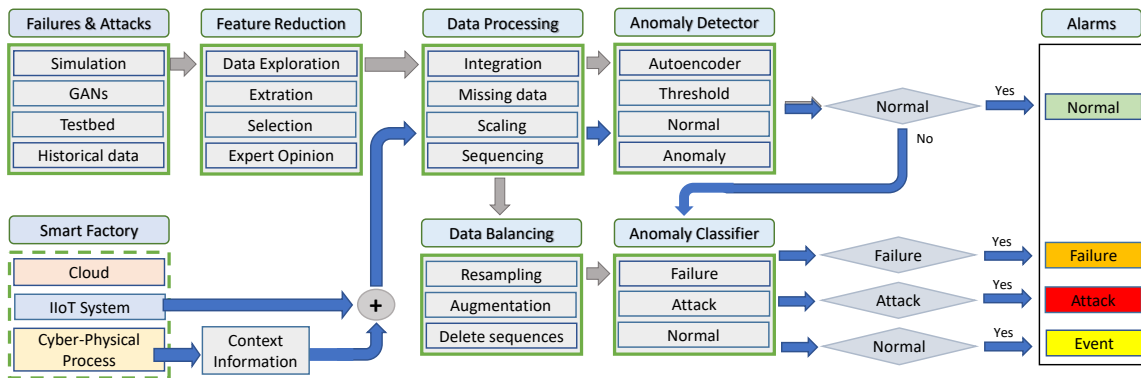 Failures & Attacks
Simulation
GANs
Testbed
Historical data
Feature Reduction
Data Exploration
Extration
Selection
Expert Opinion
Data Processing
Integration
Missing data
Scaling
Sequencing
Anomaly Detector
Autoencoder
Threshold
Normal
Anomaly
Normal
Yes
No
Alarms
Normal
Smart Factory
Cloud
IIoT System
Cyber-Physical
Process
Context
Information
+
Data Balancing
Resampling
Augmentation
Delete sequences
Anomaly Classifier
Failure
Attack
Normal
Failure
Yes
Failure
Attack
Yes
Attack
Normal
Yes
Event